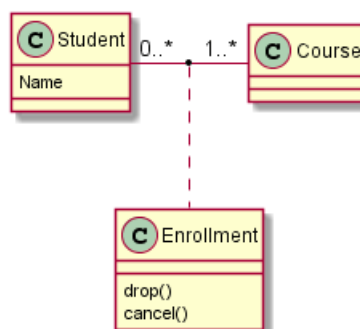 C Student
0..*
1..*
C Course
Name
C Enrollment
drop()
cancel()